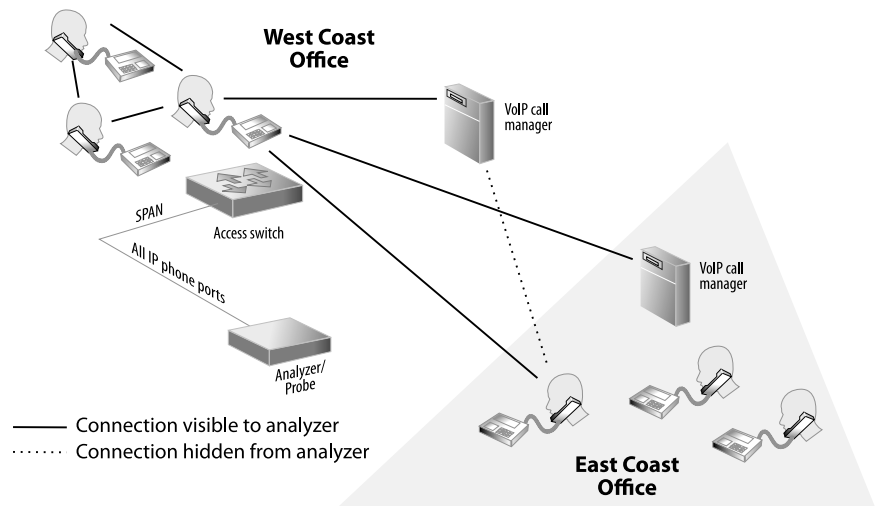 West Coast
Office
VoIP call
manager
SPAN
Access switch
All IP phone ports
VoIP call
manager
Analyzer/
Probe
Connection visible to analyzer
Connection hidden from analyzer
East Coast
Office